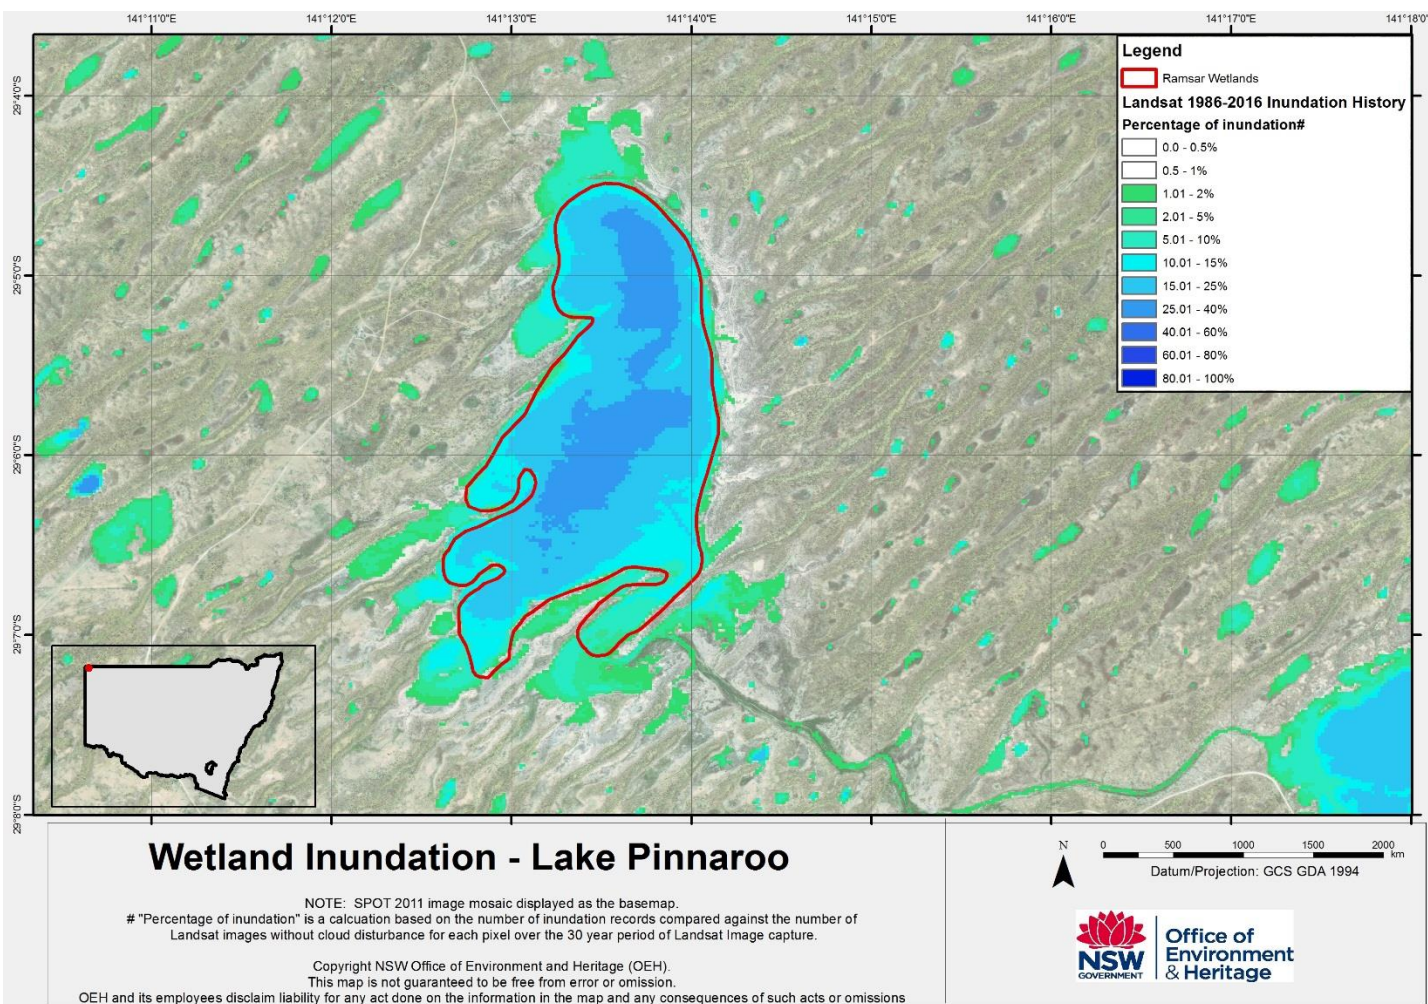 141°11'0"E 141°12'0"E 141°13'0"E 141°14'0"E 141°15'0"E 141°16'0"E 141°17'0"E 141°18'0"E
29°4'0"S
29°5'0"S
29°6'0"S
29°7'0"S
29°8'0"S
Legend
Ramsar Wetlands
Landsat 1986-2016 Inundation History
Percentage of inundation#
0.0 - 0.5%
0.5 - 1%
1.01 - 2%
2.01 - 5%
5.01 - 10%
10.01 - 15%
15.01 - 25%
25.01 - 40%
40.01 - 60%
60.01 - 80%
80.01 - 100%
Wetland Inundation - Lake Pinnaroo
NOTE: SPOT 2011 image mosaic displayed as the basemap.
# "Percentage of inundation" is a calcuation based on the number of inundation records compared against the number of
Landsat images without cloud disturbance for each pixel over the 30 year period of Landsat Image capture.
Copyright NSW Office of Environment and Heritage (OEH).
This map is not guaranteed to be free from error or omission.
OEH and its employees disclaim liability for any act done on the information in the map and any consequences of such acts or omissions
N
0 500 1000 1500 2000
km
Datum/Projection: GCS GDA 1994
NSW
GOVERNMENT
Office of
Environment
& Heritage